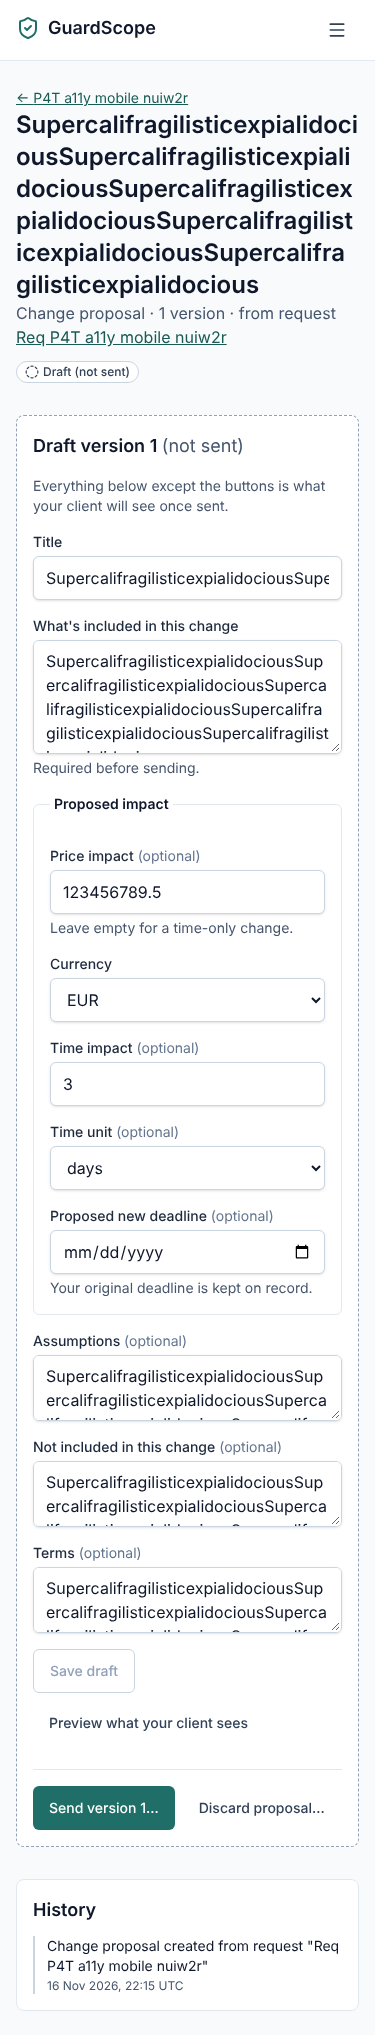 GuardScope
← P4T a11y mobile nuiw2r
Supercalifragilisticexpialidoci
ousSupercalifragilisticexpiali
dociousSupercalifragilisticex
pialidociousSupercalifragilist
icexpialidociousSupercalifra
gilisticexpialidocious
Change proposal · 1 version · from request
Req P4T a11y mobile nuiw2r
Draft (not sent)
Draft version 1 (not sent)
Everything below except the buttons is what
your client will see once sent.
Title
SupercalifragilisticexpialidociousSupe
What's included in this change
SupercalifragilisticexpialidociousSup
ercalifragilisticexpialidociousSuperca
lifragilisticexpialidociousSupercalifra
gilisticexpialidociousSupercalifragilist
Required before sending.
Proposed impact
Price impact (optional)
123456789.5
Leave empty for a time-only change.
Currency
EUR
Time impact (optional)
3
Time unit (optional)
days
Proposed new deadline (optional)
mm/dd/yyyy
Your original deadline is kept on record.
Assumptions (optional)
SupercalifragilisticexpialidociousSup
ercalifragilisticexpialidociousSuperca
Not included in this change (optional)
SupercalifragilisticexpialidociousSup
ercalifragilisticexpialidociousSuperca
Terms (optional)
SupercalifragilisticexpialidociousSup
ercalifragilisticexpialidociousSuperca
Save draft
Preview what your client sees
Send version 1... Discard proposal...
History
Change proposal created from request "Req
P4T a11y mobile nuiw2r"
16 Nov 2026, 22:15 UTC